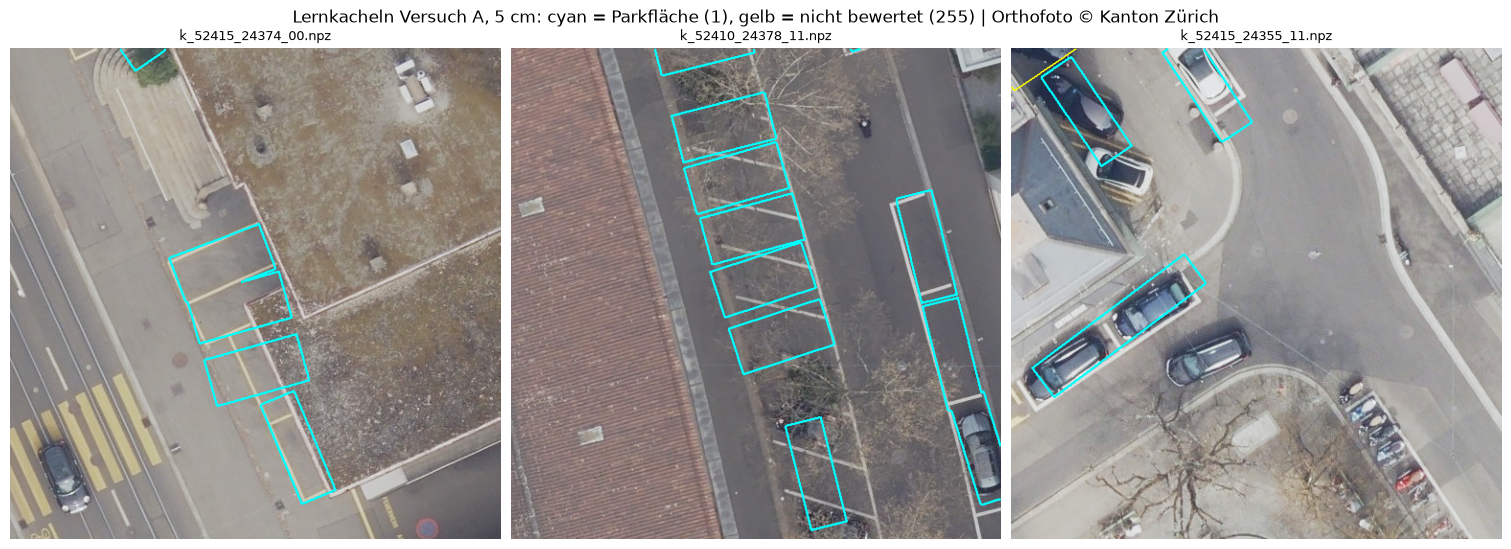 Lernkacheln Versuch A, 5 cm: cyan = Parkfläche (1), gelb = nicht bewertet (255) | Orthofoto © Kanton Zürich
k_52415_24374_00.npz
k_52410_24378_11.npz
k_52415_24355_11.npz